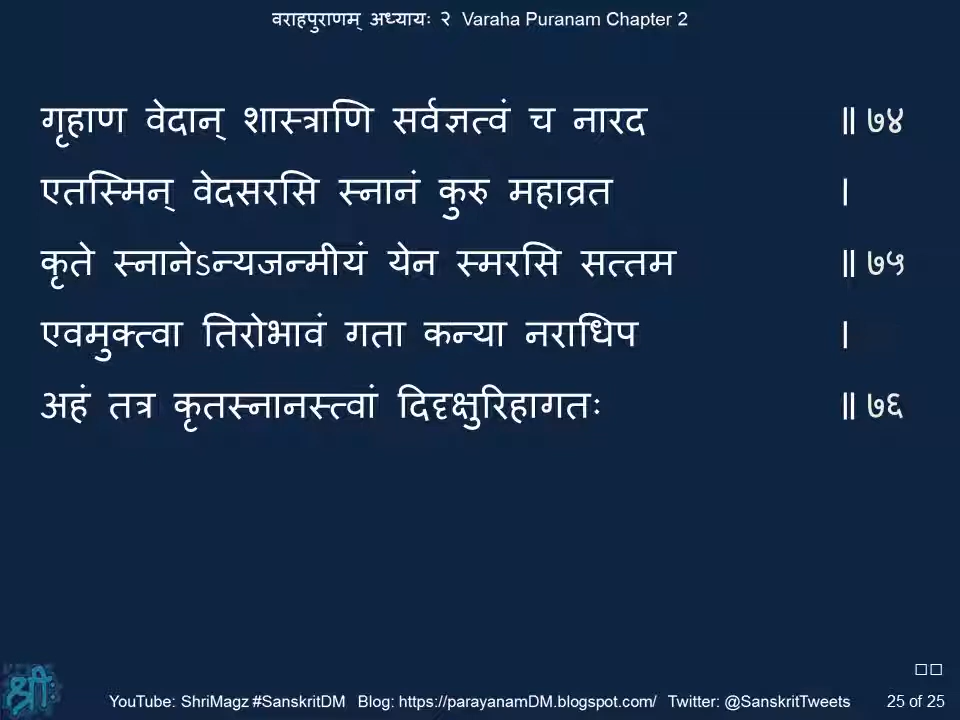 वराहपुराणम् अध्यायः २ Varaha Puranam Chapter 2
गृहाण वेदान् शास्त्राणि सर्वज्ञत्वं च नारद ॥ ७४
एतस्मिन् वेदसरसि स्नानं कुरु महाव्रत ।
कृते स्नानेऽन्यजन्मीयं येन स्मरसि सत्तम ॥ ७५
एवमुक्त्वा तिरोभावं गता कन्या नराधिप ।
अहं तत्र कृतस्नानस्त्वां दिदृक्षुरिहागतः ॥ ७६
श्रीः
YouTube: ShriMagz #SanskritDM Blog: https://parayanamDM.blogspot.com/ Twitter: @SanskritTweets 25 of 25